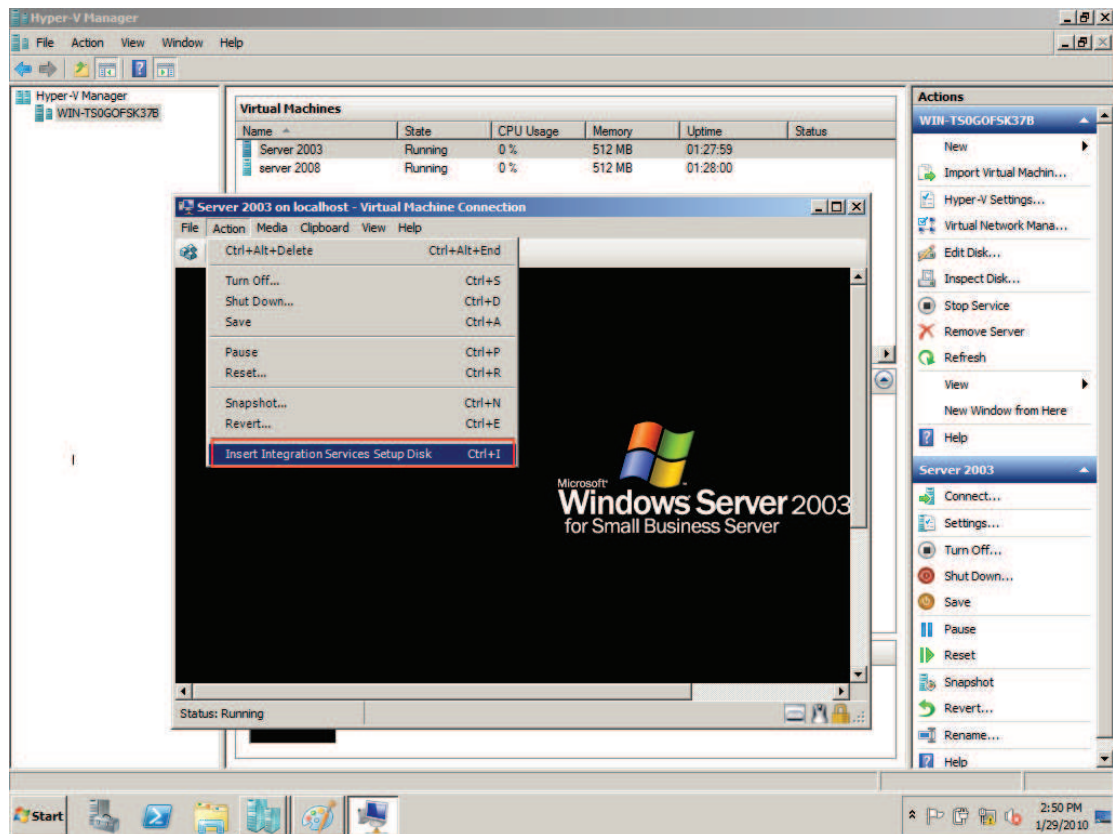 Hyper-V Manager
File Action View Window Help
Hyper-V Manager
WIN-TS0GOFSK37B
Virtual Machines
Name State CPU Usage Memory Uptime Status
Server 2003 Running 0 % 512 MB 01:27:59
server 2008 Running 0 % 512 MB 01:28:00
Server 2003 on localhost - Virtual Machine Connection
File Action Media Clipboard View Help
Ctrl+Alt+Delete Ctrl+Alt+End
Turn Off... Ctrl+S
Shut Down... Ctrl+D
Save Ctrl+A
Pause Ctrl+P
Reset... Ctrl+R
Snapshot... Ctrl+N
Revert... Ctrl+E
Insert Integration Services Setup Disk Ctrl+I
Microsoft
Windows Server 2003
for Small Business Server
Status: Running
Actions
WIN-TS0GOFSK37B
New
Import Virtual Machin...
Hyper-V Settings...
Virtual Network Mana...
Edit Disk...
Inspect Disk...
Stop Service
Remove Server
Refresh
View
New Window from Here
Help
Server 2003
Connect...
Settings...
Turn Off...
Shut Down...
Save
Pause
Reset
Snapshot
Revert...
Rename...
Help
Start
2:50 PM
1/29/2010